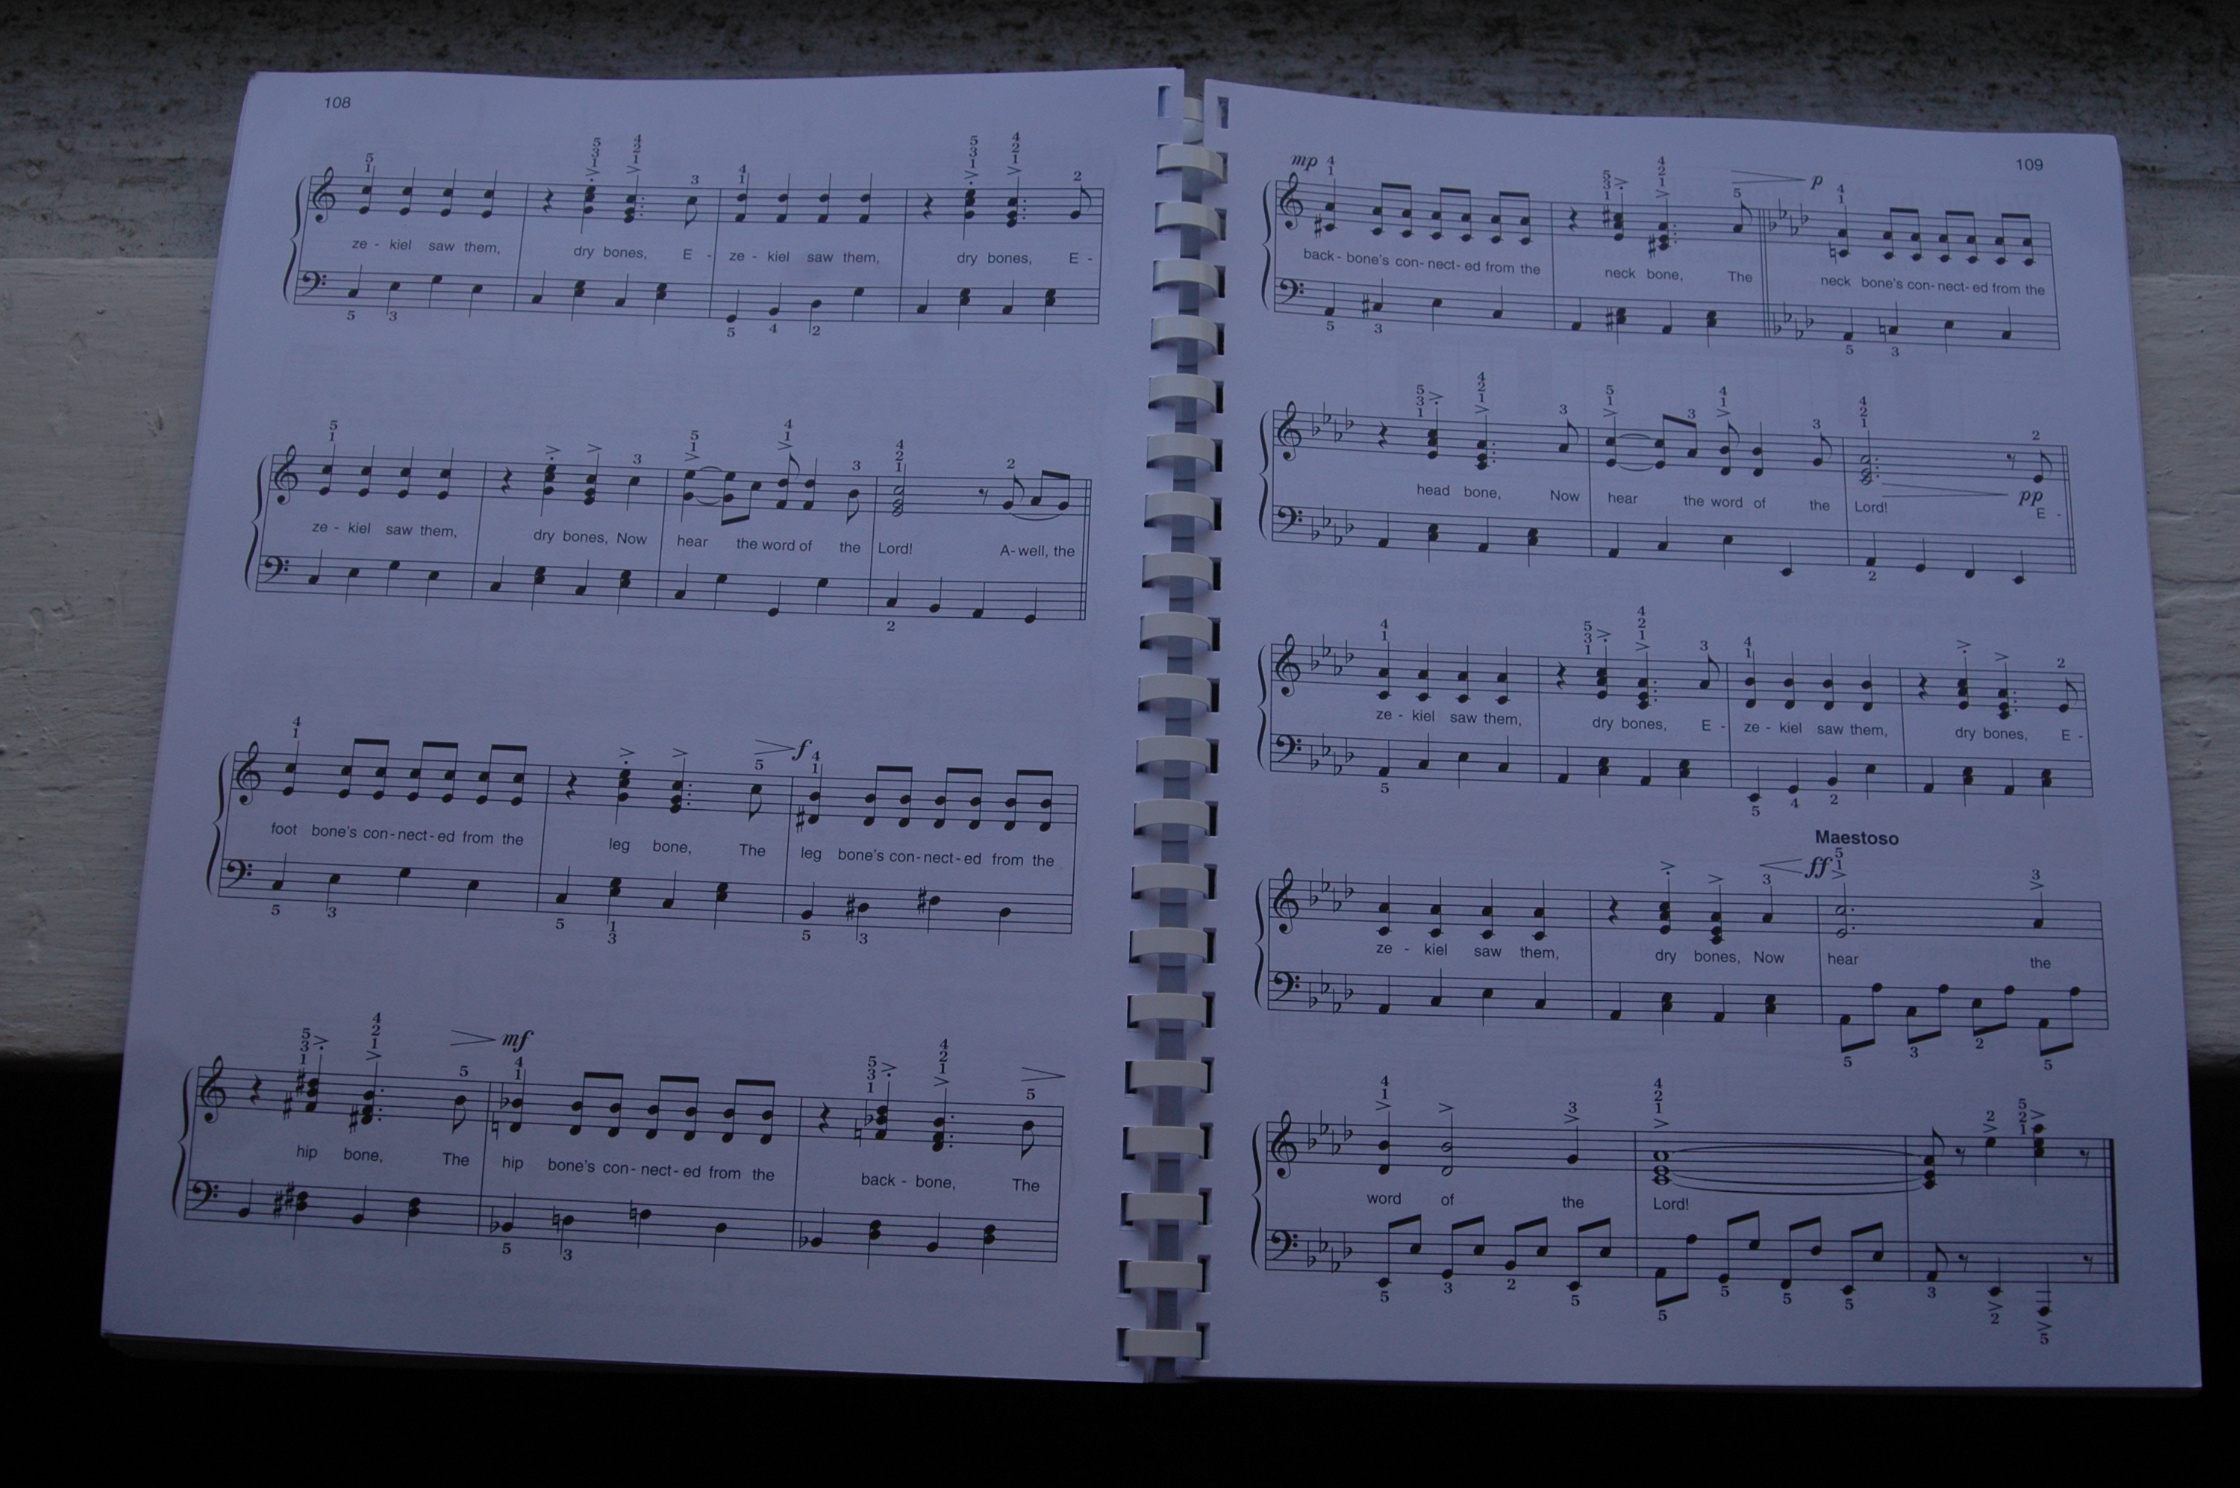 108
ze - kiel saw them, dry bones, E - ze - kiel saw them, dry bones, E -
ze - kiel saw them, dry bones, Now hear the word of the Lord! A - well, the
f
foot bone's con - nect - ed from the leg bone, The leg bone's con - nect - ed from the
mf
hip bone, The hip bone's con - nect - ed from the back - bone, The
109
mp p
back - bone's con - nect - ed from the neck bone, The neck bone's con - nect - ed from the
head bone, Now hear the word of the Lord! pp E -
ze - kiel saw them, dry bones, E - ze - kiel saw them, dry bones, E -
Maestoso
ff
ze - kiel saw them, dry bones, Now hear the
word of the Lord!